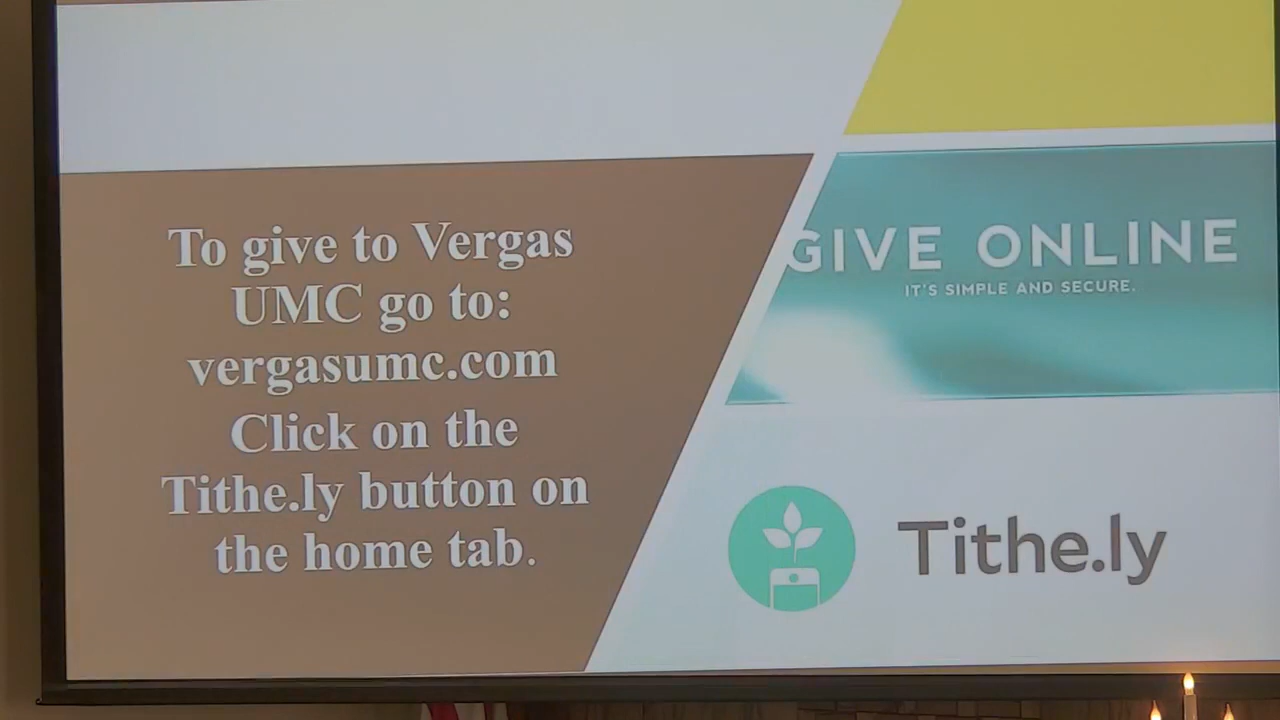 To give to Vergas
UMC go to:
vergasumc.com
Click on the
Tithe.ly button on
the home tab.
GIVE ONLINE
IT'S SIMPLE AND SECURE.
Tithe.ly